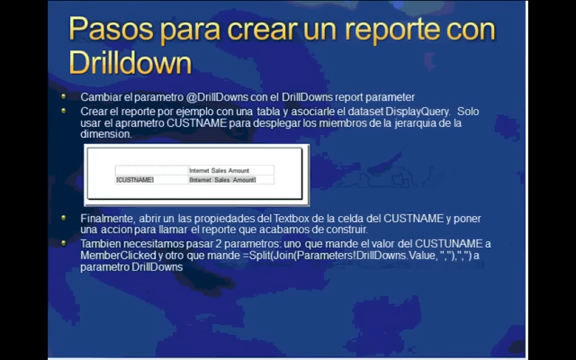 Pasos para crear un reporte con
Drilldown
Cambiar el parametro @DrillDowns con el DrillDowns report parameter
Crear el reporte por ejemplo con una tabla y asociarle el dataset DisplayQuery. Solo
usar el aprametro CUSTNAME para desplegar los miembros de la jerarquia de la
dimension.
Internet Sales Amount
[CUSTNAME] [Internet_Sales_Amount]
Finalmente, abrir un las propiedades del Textbox de la celda del CUSTNAME y poner
una accion para llamar el reporte que acabamos de construir.
Tambien necesitamos pasar 2 parametros: uno que mande el valor del CUSTUNAME a
MemberClicked y otro que mande =Split(Join(Parameters!DrillDowns.Value, ","),",") a
parametro DrillDowns